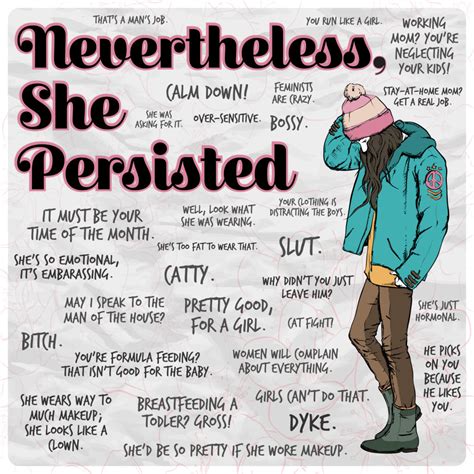 THAT'S A MAN'S JOB.
YOU RUN LIKE A GIRL.
WORKING
MOM? YOU'RE
NEGLECTING
YOUR KIDS!
Nevertheless,
She
Persisted
CALM DOWN!
FEMINISTS
ARE CRAZY.
STAY-AT-HOME MOM?
GET A REAL JOB.
SHE WAS
ASKING FOR IT.
OVER-SENSITIVE.
BOSSY.
IT MUST BE YOUR
TIME OF THE MONTH.
WELL, LOOK WHAT
SHE WAS WEARING.
YOUR CLOTHING IS
DISTRACTING THE BOYS.
SHE'S TOO FAT TO WEAR THAT.
SLUT.
SHE'S SO EMOTIONAL,
IT'S EMBARASSING.
CATTY.
WHY DIDN'T YOU JUST
LEAVE HIM?
MAY I SPEAK TO THE
MAN OF THE HOUSE?
PRETTY GOOD,
FOR A GIRL.
CAT FIGHT?
SHE'S JUST
HORMONAL.
BITCH.
YOU'RE FORMULA FEEDING?
THAT ISN'T GOOD FOR THE BABY.
WOMEN WILL COMPLAIN
ABOUT EVERYTHING.
HE PICKS
ON YOU
BECAUSE
HE LIKES
YOU.
SHE WEARS WAY TO
MUCH MAKEUP;
SHE LOOKS LIKE A
CLOWN.
BREASTFEEDING A
TODLER? GROSS!
GIRLS CAN'T DO THAT.
DYKE.
SHE'D BE SO PRETTY IF SHE WORE MAKEUP.